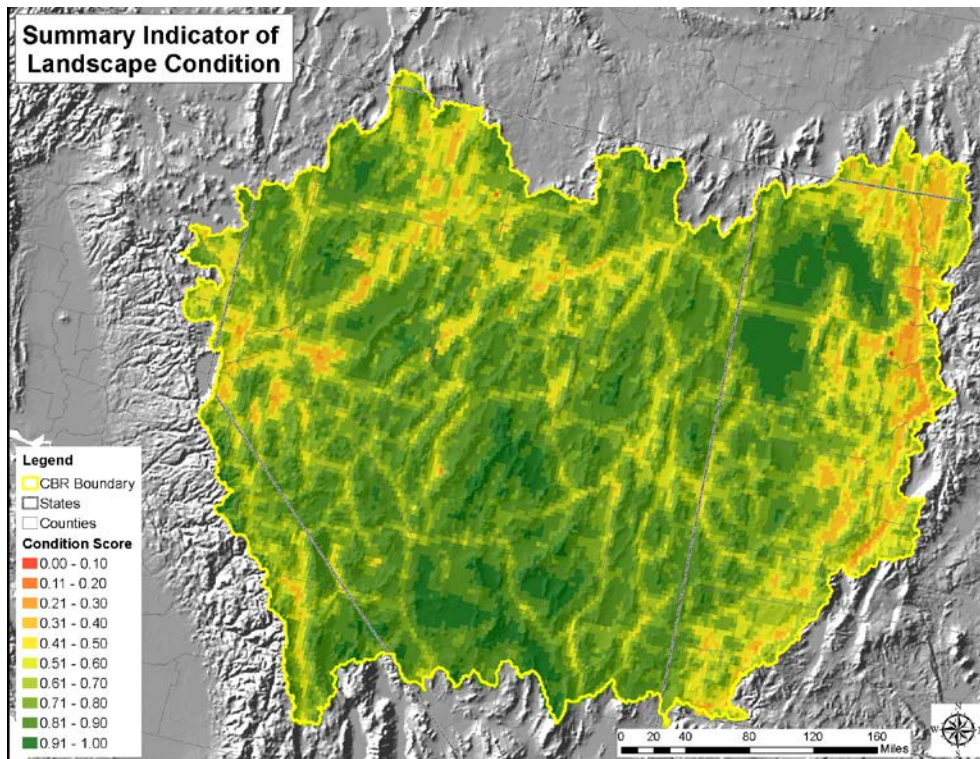 Summary Indicator of
Landscape Condition
Legend
CBR Boundary
States
Counties
Condition Score
0.00 - 0.10
0.11 - 0.20
0.21 - 0.30
0.31 - 0.40
0.41 - 0.50
0.51 - 0.60
0.61 - 0.70
0.71 - 0.80
0.81 - 0.90
0.91 - 1.00
0 20 40 80 120 160
Miles
N
W
S